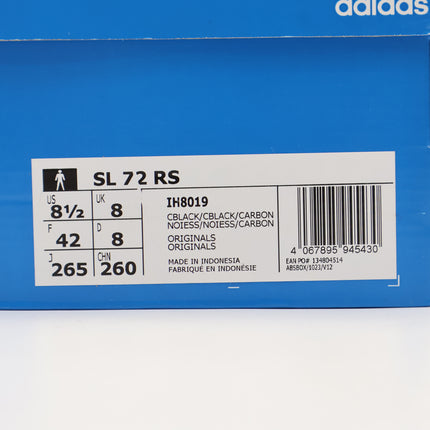 adidas
SL 72 RS
US UK
8½ 8
F D
42 8
J CHN
265 260
IH8019
CBLACK/CBLACK/CARBON
NOIESS/NOIESS/CARBON
ORIGINALS
ORIGINALS
MADE IN INDONESIA
FABRIQUÉ EN INDONÉSIE
4 067895 945430
EAN PO# 134804514
ABSBOX/1023/V12